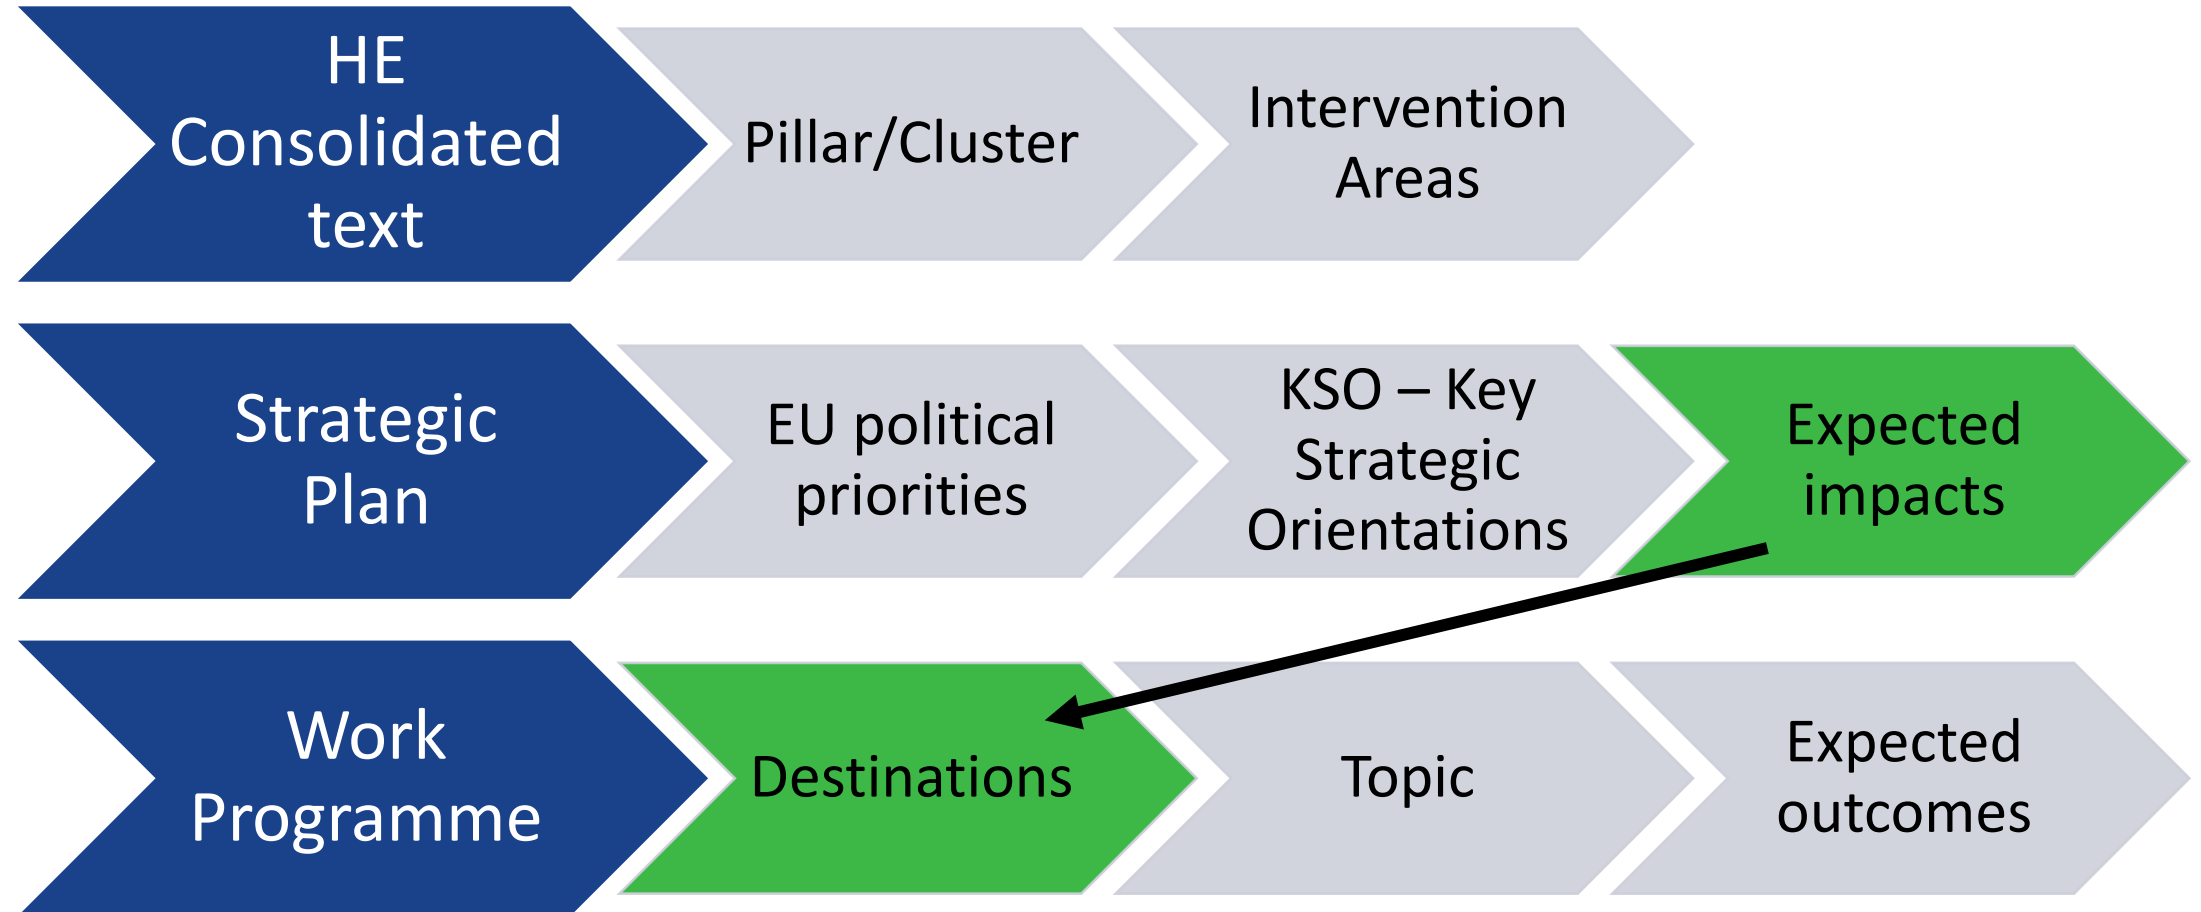 HE
Consolidated
text
Pillar/Cluster
Intervention
Areas
Strategic
Plan
EU political
priorities
KSO – Key
Strategic
Orientations
Expected
impacts
Work
Programme
Destinations
Topic
Expected
outcomes